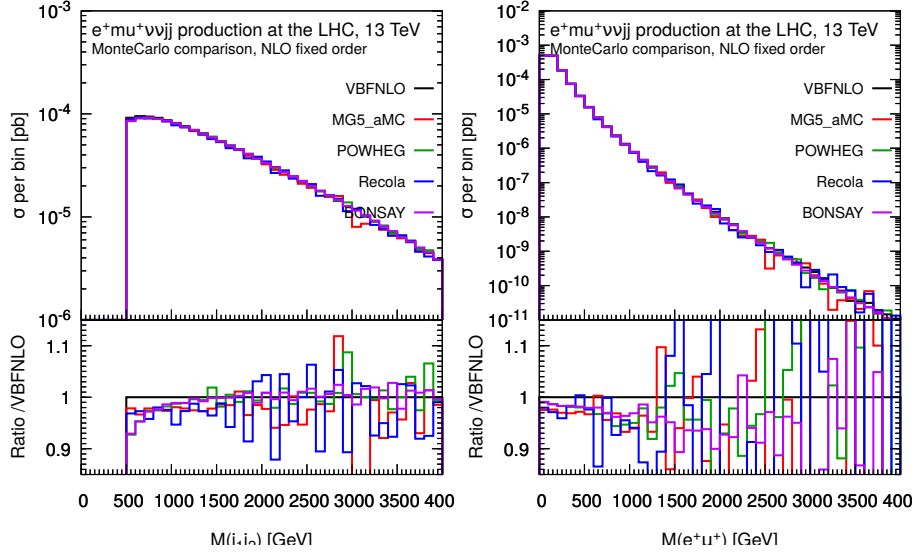 e⁺mu⁺ννjj production at the LHC, 13 TeV
MonteCarlo comparison, NLO fixed order
VBFNLO
MG5_aMC
POWHEG
Recola
BONSAY
σ per bin [pb]
10⁻⁴
10⁻⁵
10⁻⁶
Ratio /VBFNLO
1.1
1
0.9
0 500 1000 1500 2000 2500 3000 3500 400
M(j₁j₂) [GeV]
e⁺mu⁺ννjj production at the LHC, 13 TeV
MonteCarlo comparison, NLO fixed order
VBFNLO
MG5_aMC
POWHEG
Recola
BONSAY
σ per bin [pb]
10⁻²
10⁻³
10⁻⁴
10⁻⁵
10⁻⁶
10⁻⁷
10⁻⁸
10⁻⁹
10⁻¹⁰
10⁻¹¹
Ratio /VBFNLO
1.1
1
0.9
0 500 1000 1500 2000 2500 3000 3500 4000
M(e⁺μ⁺) [GeV]